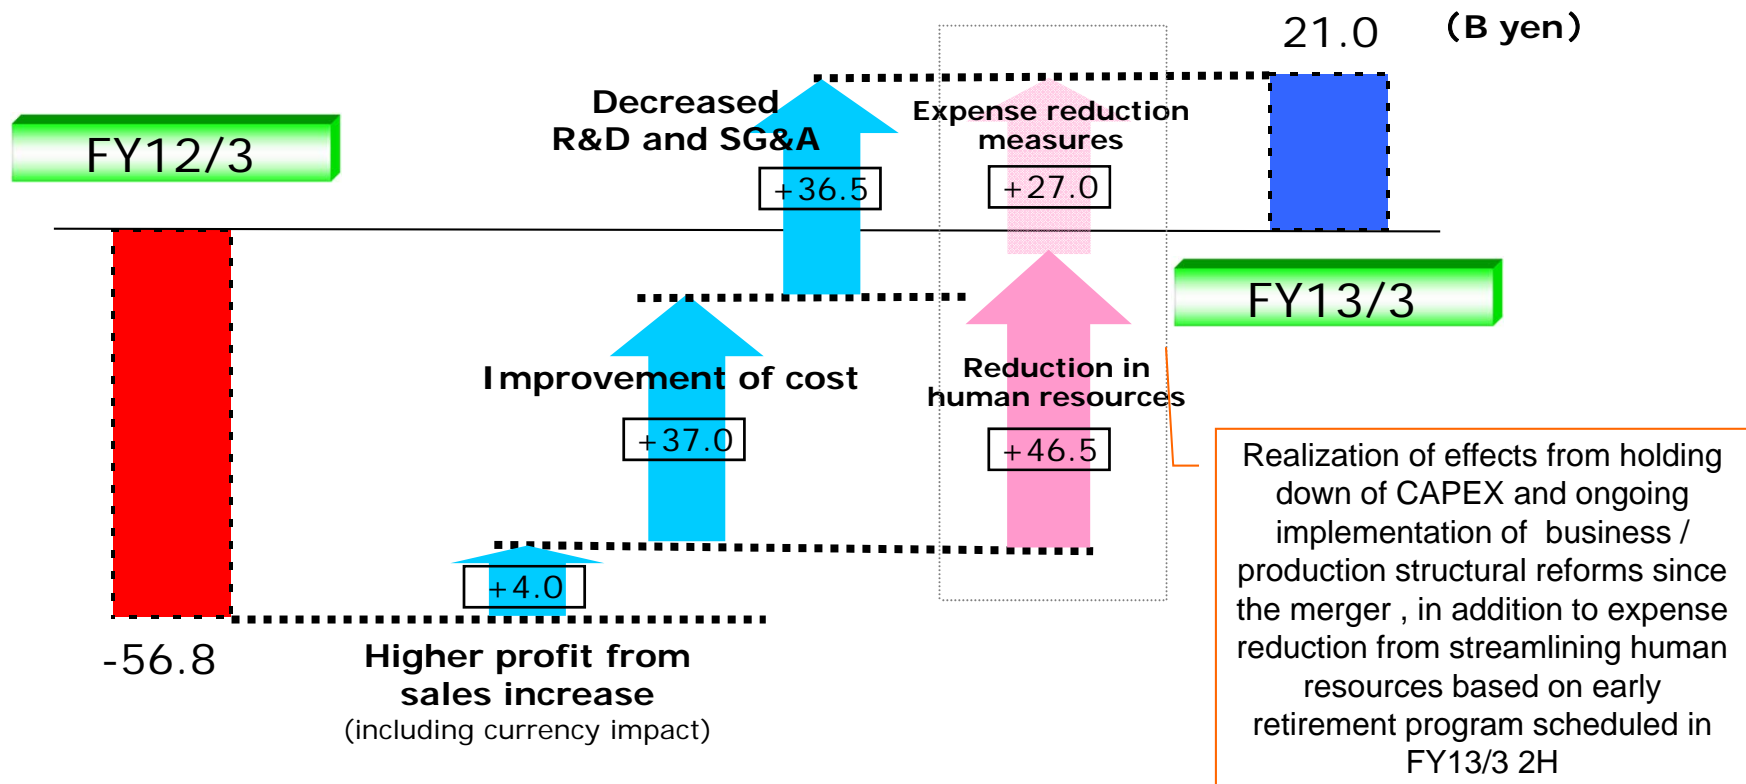 FY12/3
Decreased
R&D and SG&A
+36.5
Expense reduction
measures
+27.0
21.0
(B yen)
FY13/3
Improvement of cost
+37.0
Reduction in
human resources
+46.5
+4.0
-56.8
Higher profit from
sales increase
(including currency impact)
Realization of effects from holding
down of CAPEX and ongoing
implementation of business /
production structural reforms since
the merger , in addition to expense
reduction from streamlining human
resources based on early
retirement program scheduled in
FY13/3 2H